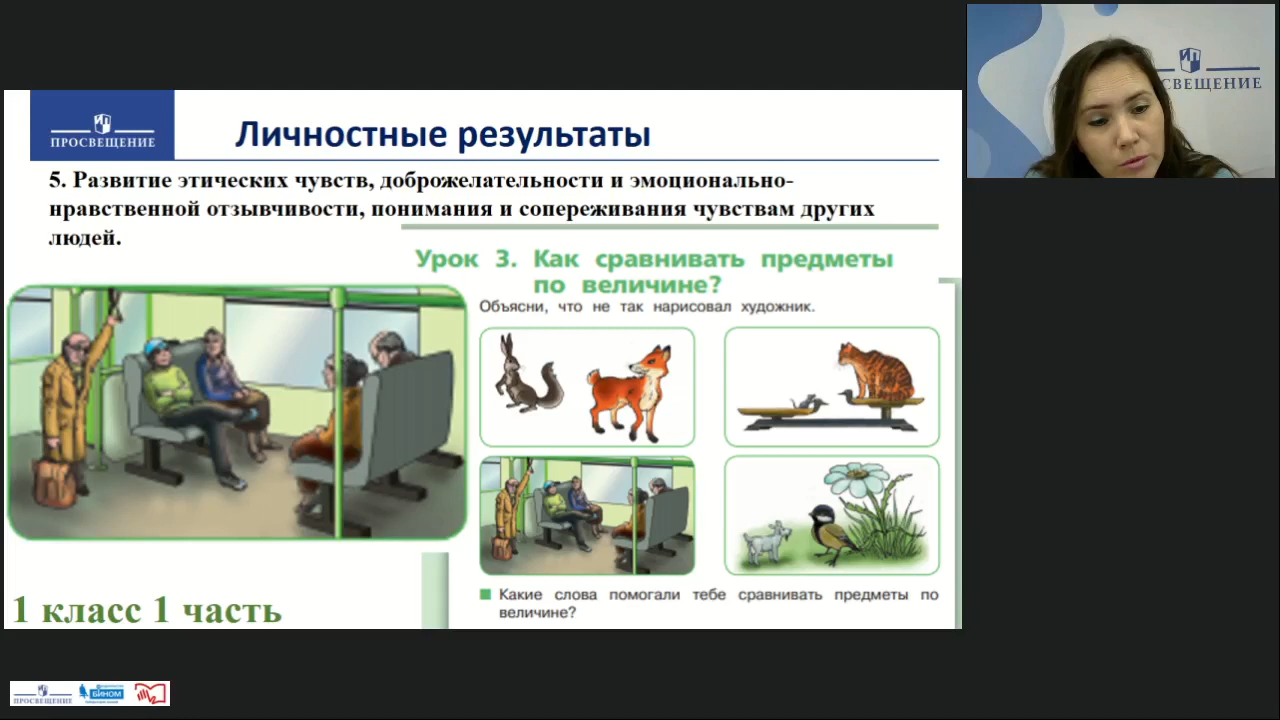 СВЕЩЕНИЕ
ПРОСВЕЩЕНИЕ
Личностные результаты
5. Развитие этических чувств, доброжелательности и эмоционально-
нравственной отзывчивости, понимания и сопереживания чувствам других
людей.
Урок 3. Как сравнивать предметы
по величине?
Объясни, что не так нарисовал художник.
Какие слова помогали тебе сравнивать предметы по
величине?
1 класс 1 часть
ПРОСВЕЩЕНИЕ
БИНОМ